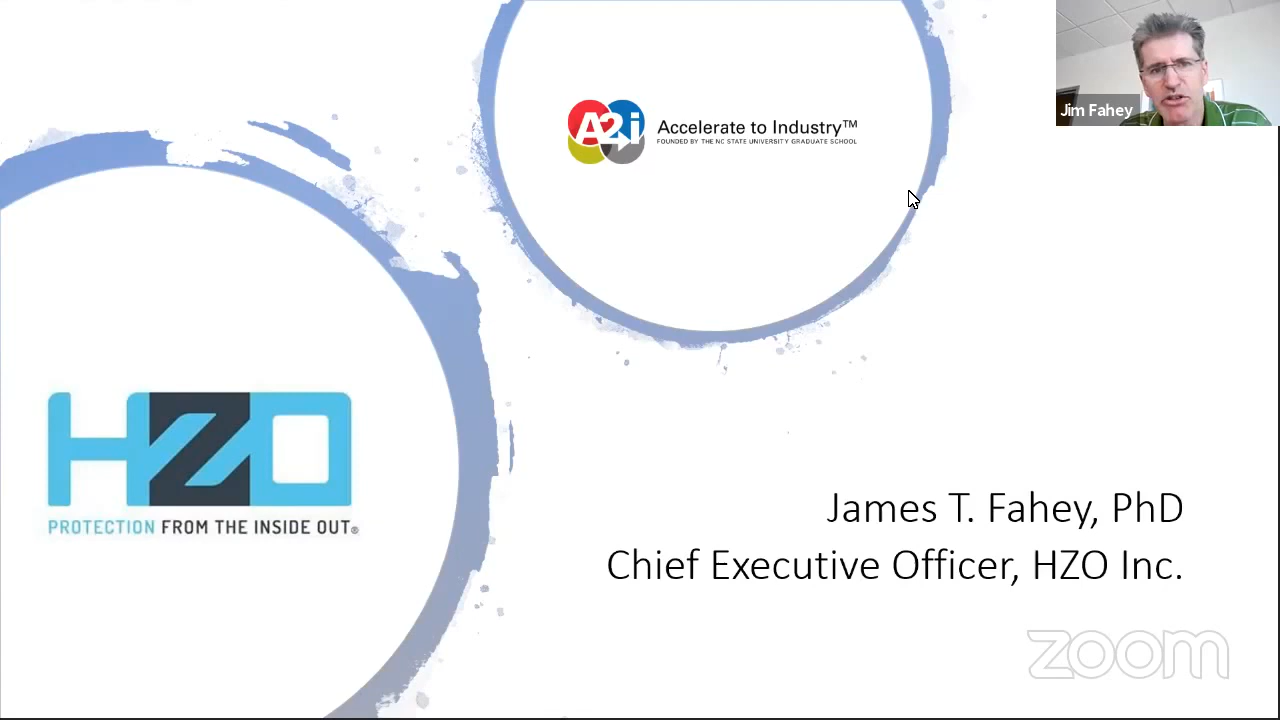 A2i
Accelerate to Industry™
FOUNDED BY THE NC STATE UNIVERSITY GRADUATE SCHOOL
Jim Fahey
HZO
PROTECTION FROM THE INSIDE OUT®
James T. Fahey, PhD
Chief Executive Officer, HZO Inc.
zoom